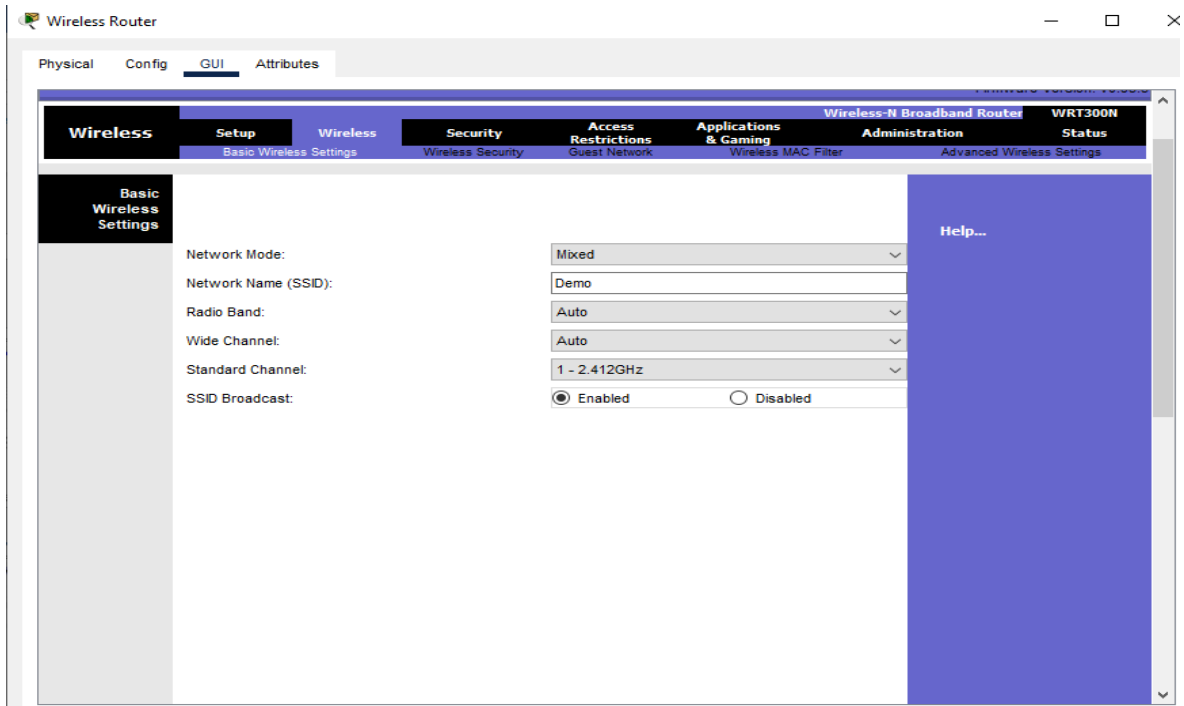 Wireless Router
Physical Config GUI Attributes
Wireless-N Broadband Router WRT300N
Wireless Setup Wireless Security Access Restrictions Applications & Gaming Administration Status
Basic Wireless Settings Wireless Security Guest Network Wireless MAC Filter Advanced Wireless Settings
Basic
Wireless
Settings
Help...
Network Mode: Mixed
Network Name (SSID): Demo
Radio Band: Auto
Wide Channel: Auto
Standard Channel: 1 - 2.412GHz
SSID Broadcast: Enabled Disabled